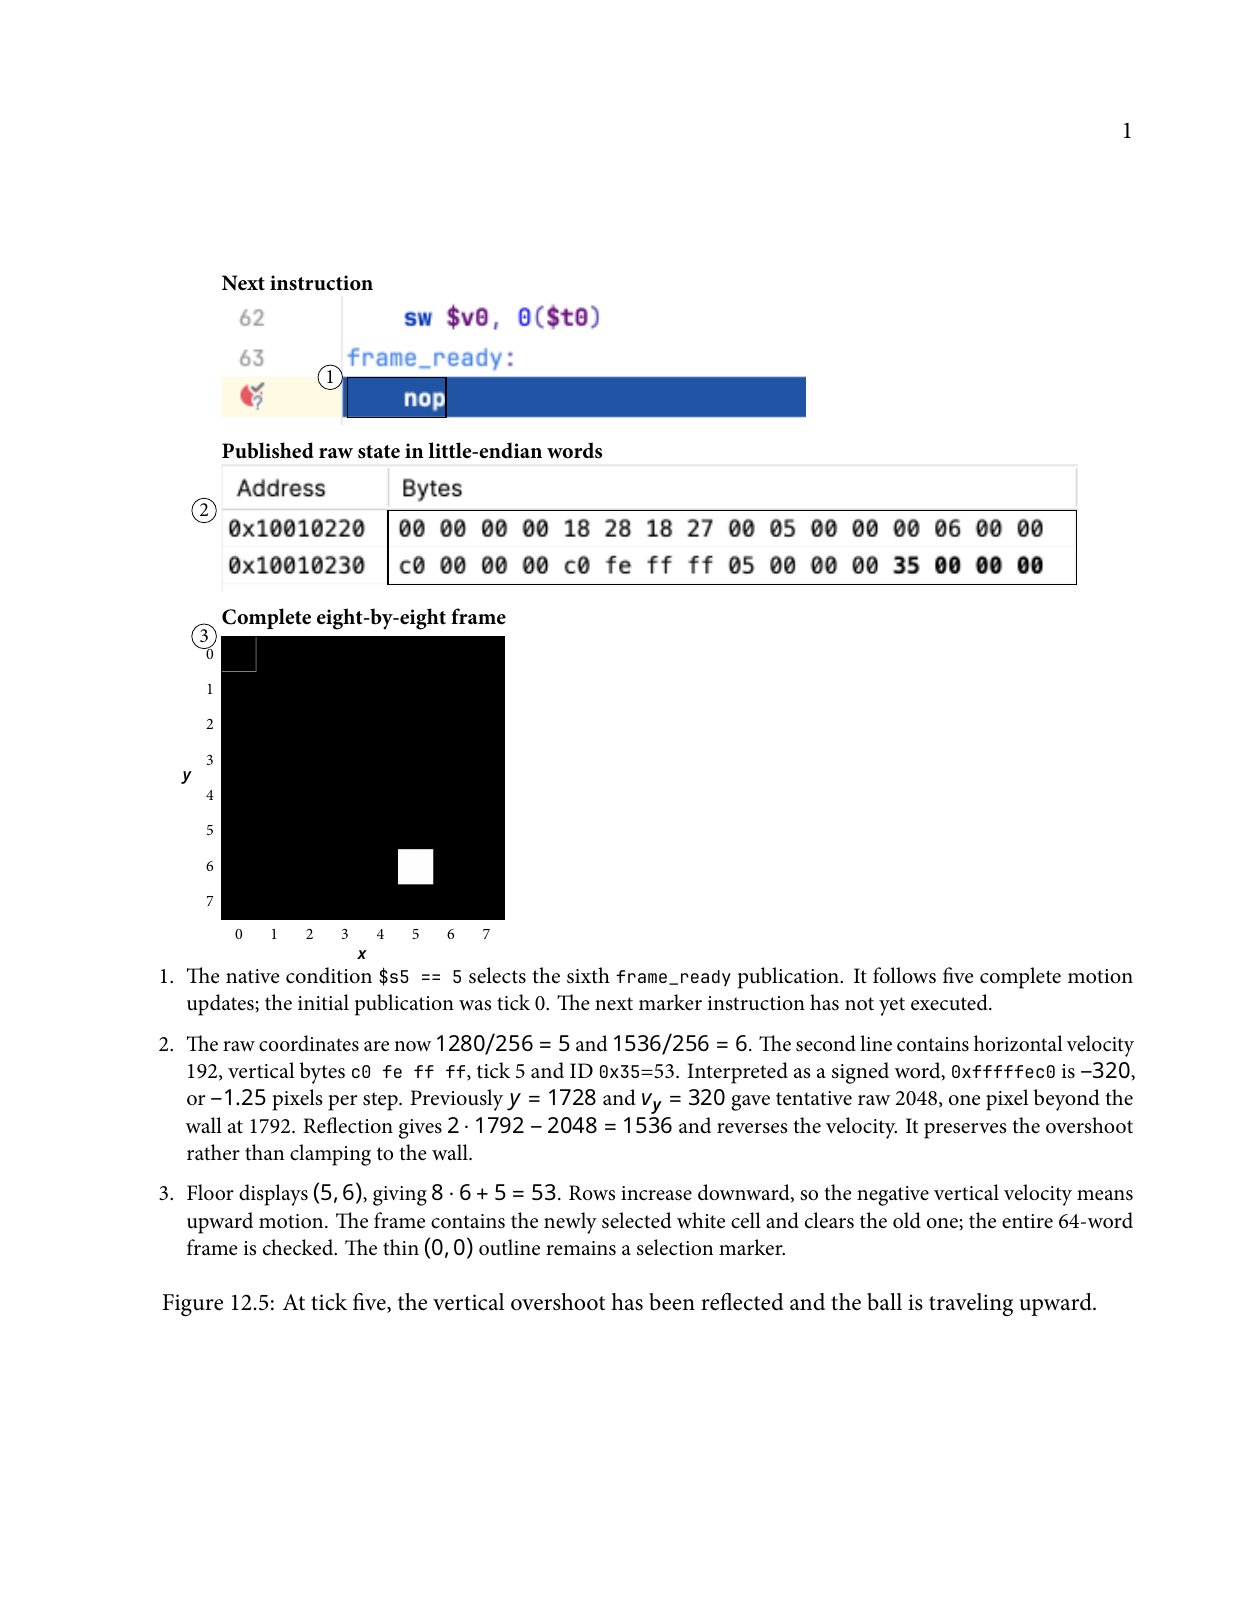 1
Next instruction
62 sw $v0, 0($t0)
63 frame_ready:
1
nop
Published raw state in little-endian words
Address Bytes
2
0x10010220 00 00 00 00 18 28 18 27 00 05 00 00 00 06 00 00
0x10010230 c0 00 00 00 c0 fe ff ff 05 00 00 00 35 00 00 00
Complete eight-by-eight frame
3
0
1
2
3
y
4
5
6
7
0 1 2 3 4 5 6 7
x
1. The native condition $s5 == 5 selects the sixth frame_ready publication. It follows five complete motion
updates; the initial publication was tick 0. The next marker instruction has not yet executed.
2. The raw coordinates are now 1280/256 = 5 and 1536/256 = 6. The second line contains horizontal velocity
192, vertical bytes c0 fe ff ff, tick 5 and ID 0x35=53. Interpreted as a signed word, 0xfffffec0 is −320,
or −1.25 pixels per step. Previously y = 1728 and vy = 320 gave tentative raw 2048, one pixel beyond the
wall at 1792. Reflection gives 2 · 1792 − 2048 = 1536 and reverses the velocity. It preserves the overshoot
rather than clamping to the wall.
3. Floor displays (5, 6), giving 8 · 6 + 5 = 53. Rows increase downward, so the negative vertical velocity means
upward motion. The frame contains the newly selected white cell and clears the old one; the entire 64-word
frame is checked. The thin (0, 0) outline remains a selection marker.
Figure 12.5: At tick five, the vertical overshoot has been reflected and the ball is traveling upward.